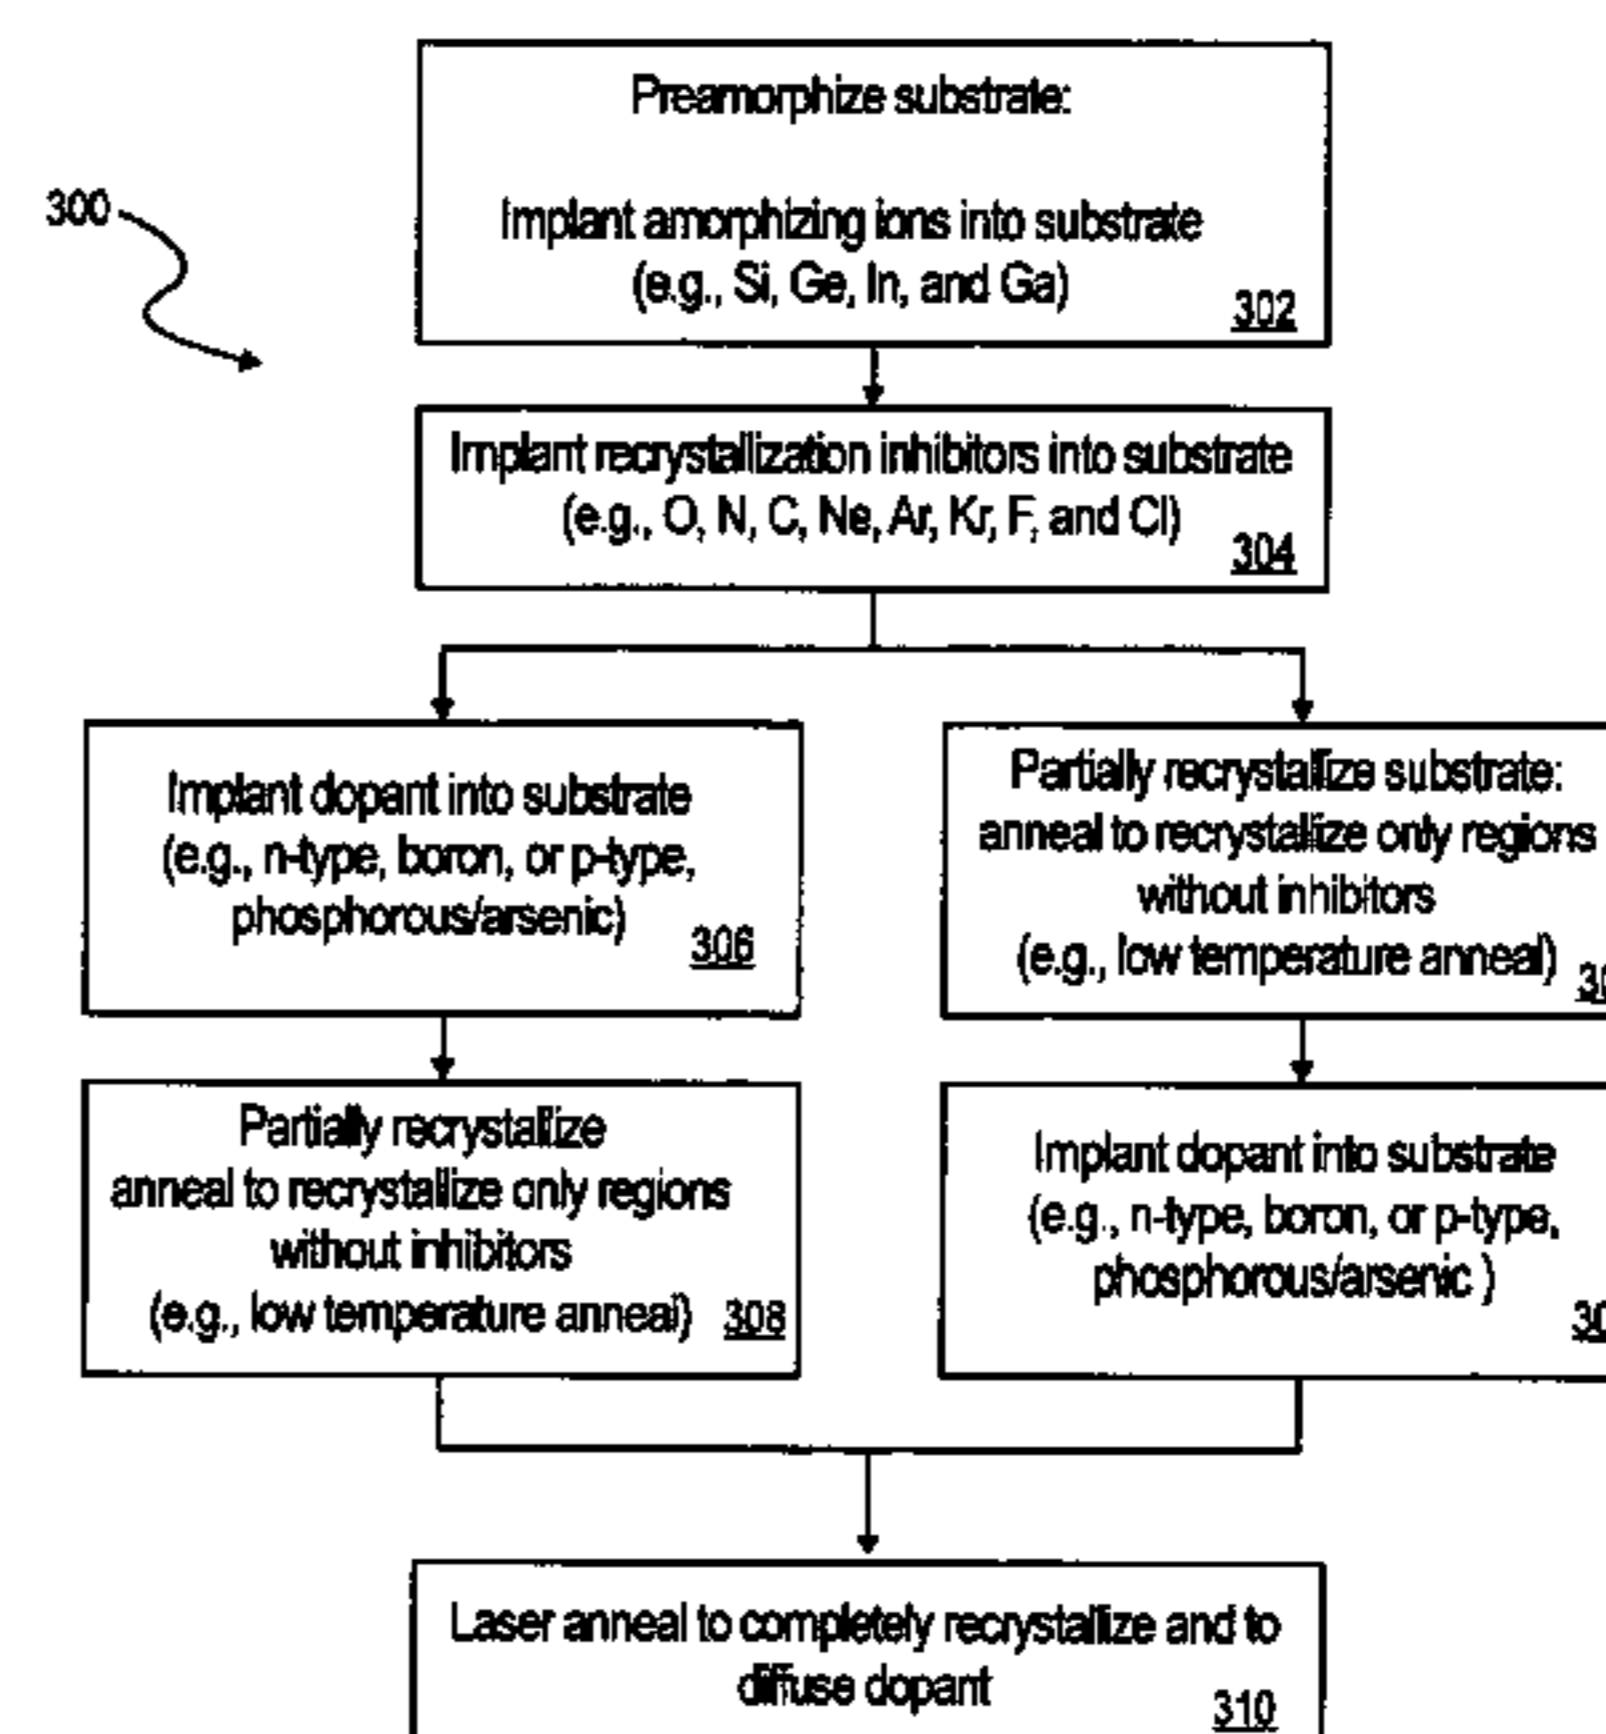 300
Preamorphize substrate:
Implant amorphizing ions into substrate
(e.g., Si, Ge, In, and Ga)
302
Implant recrystallization inhibitors into substrate
(e.g., O, N, C, Ne, Ar, Kr, F, and Cl)
304
Implant dopant into substrate
(e.g., n-type, boron, or p-type,
phosphorous/arsenic)
306
Partially recrystallize
anneal to recrystallize only regions
without inhibitors
(e.g., low temperature anneal)
308
Partially recrystallize substrate:
anneal to recrystallize only regions
without inhibitors
(e.g., low temperature anneal)
Implant dopant into substrate
(e.g., n-type, boron, or p-type,
phosphorous/arsenic )
Laser anneal to completely recrystallize and to
diffuse dopant
310